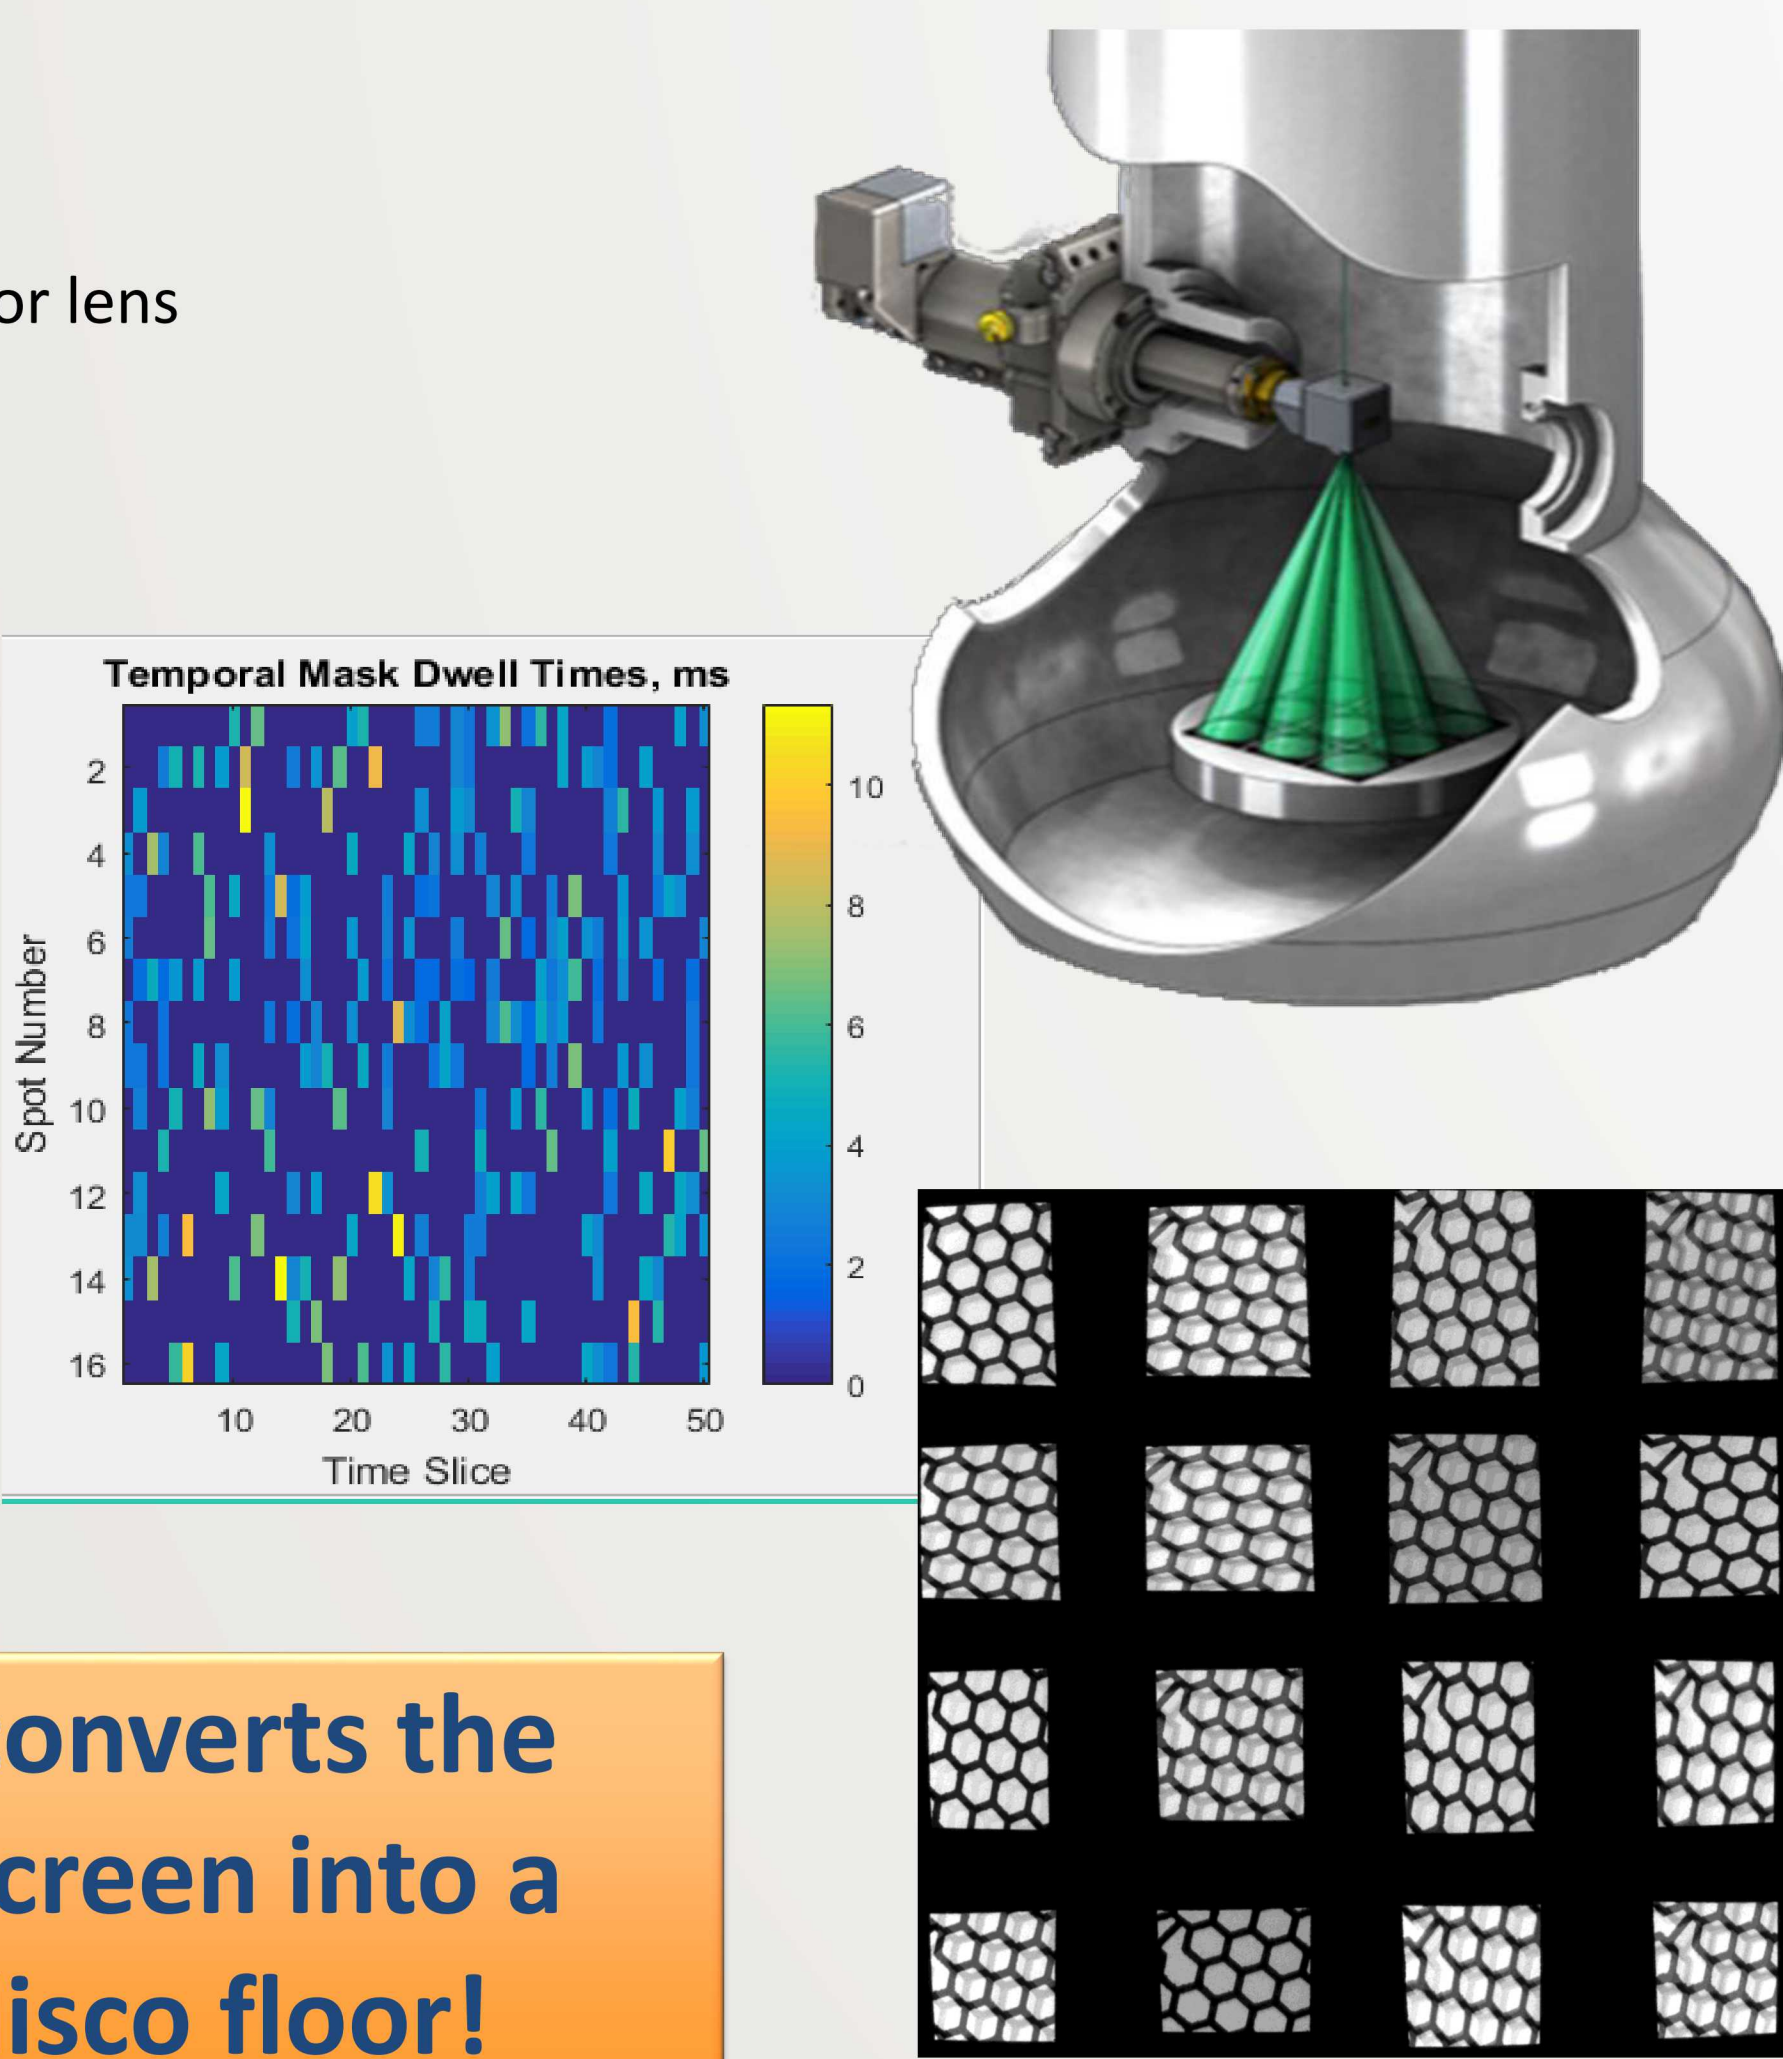 or lens
Temporal Mask Dwell Times, ms
Spot Number
2
4
6
8
10
12
14
16
10
20
30
40
50
Time Slice
10
8
6
4
2
0
onverts the
creen into a
isco floor!